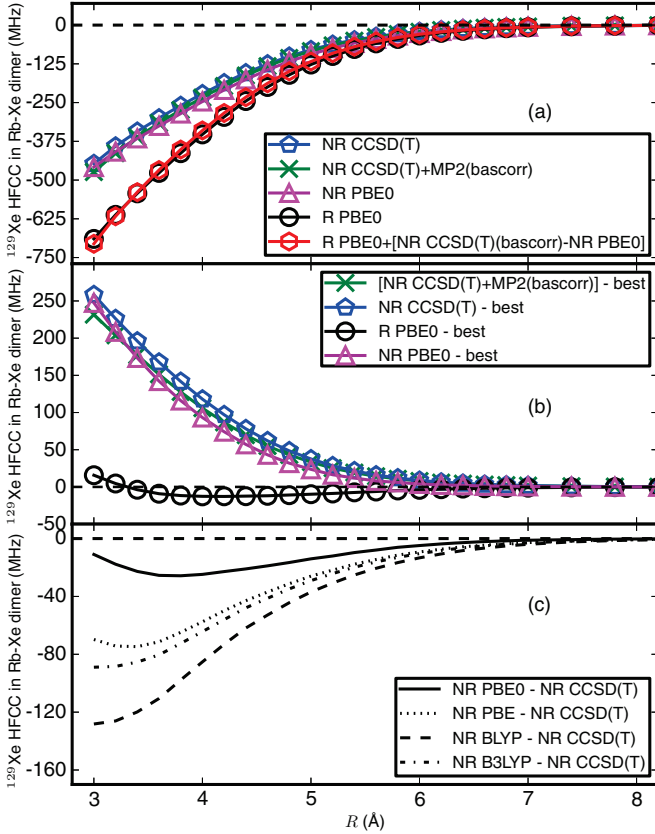 ¹²⁹Xe HFCC in Rb-Xe dimer (MHz)
0
-125
-250
-375
-500
-625
-750
(a)
NR CCSD(T)
NR CCSD(T)+MP2(bascorr)
NR PBE0
R PBE0
R PBE0+[NR CCSD(T)(bascorr)-NR PBE0]
¹²⁹Xe HFCC in Rb-Xe dimer (MHz)
250
200
150
100
50
0
-50
[NR CCSD(T)+MP2(bascorr)] - best
NR CCSD(T) - best
R PBE0 - best
NR PBE0 - best
(b)
¹²⁹Xe HFCC in Rb-Xe dimer (MHz)
0
-40
-80
-120
-160
(c)
NR PBE0 - NR CCSD(T)
NR PBE - NR CCSD(T)
NR BLYP - NR CCSD(T)
NR B3LYP - NR CCSD(T)
3 4 5 6 7 8
R (Å)